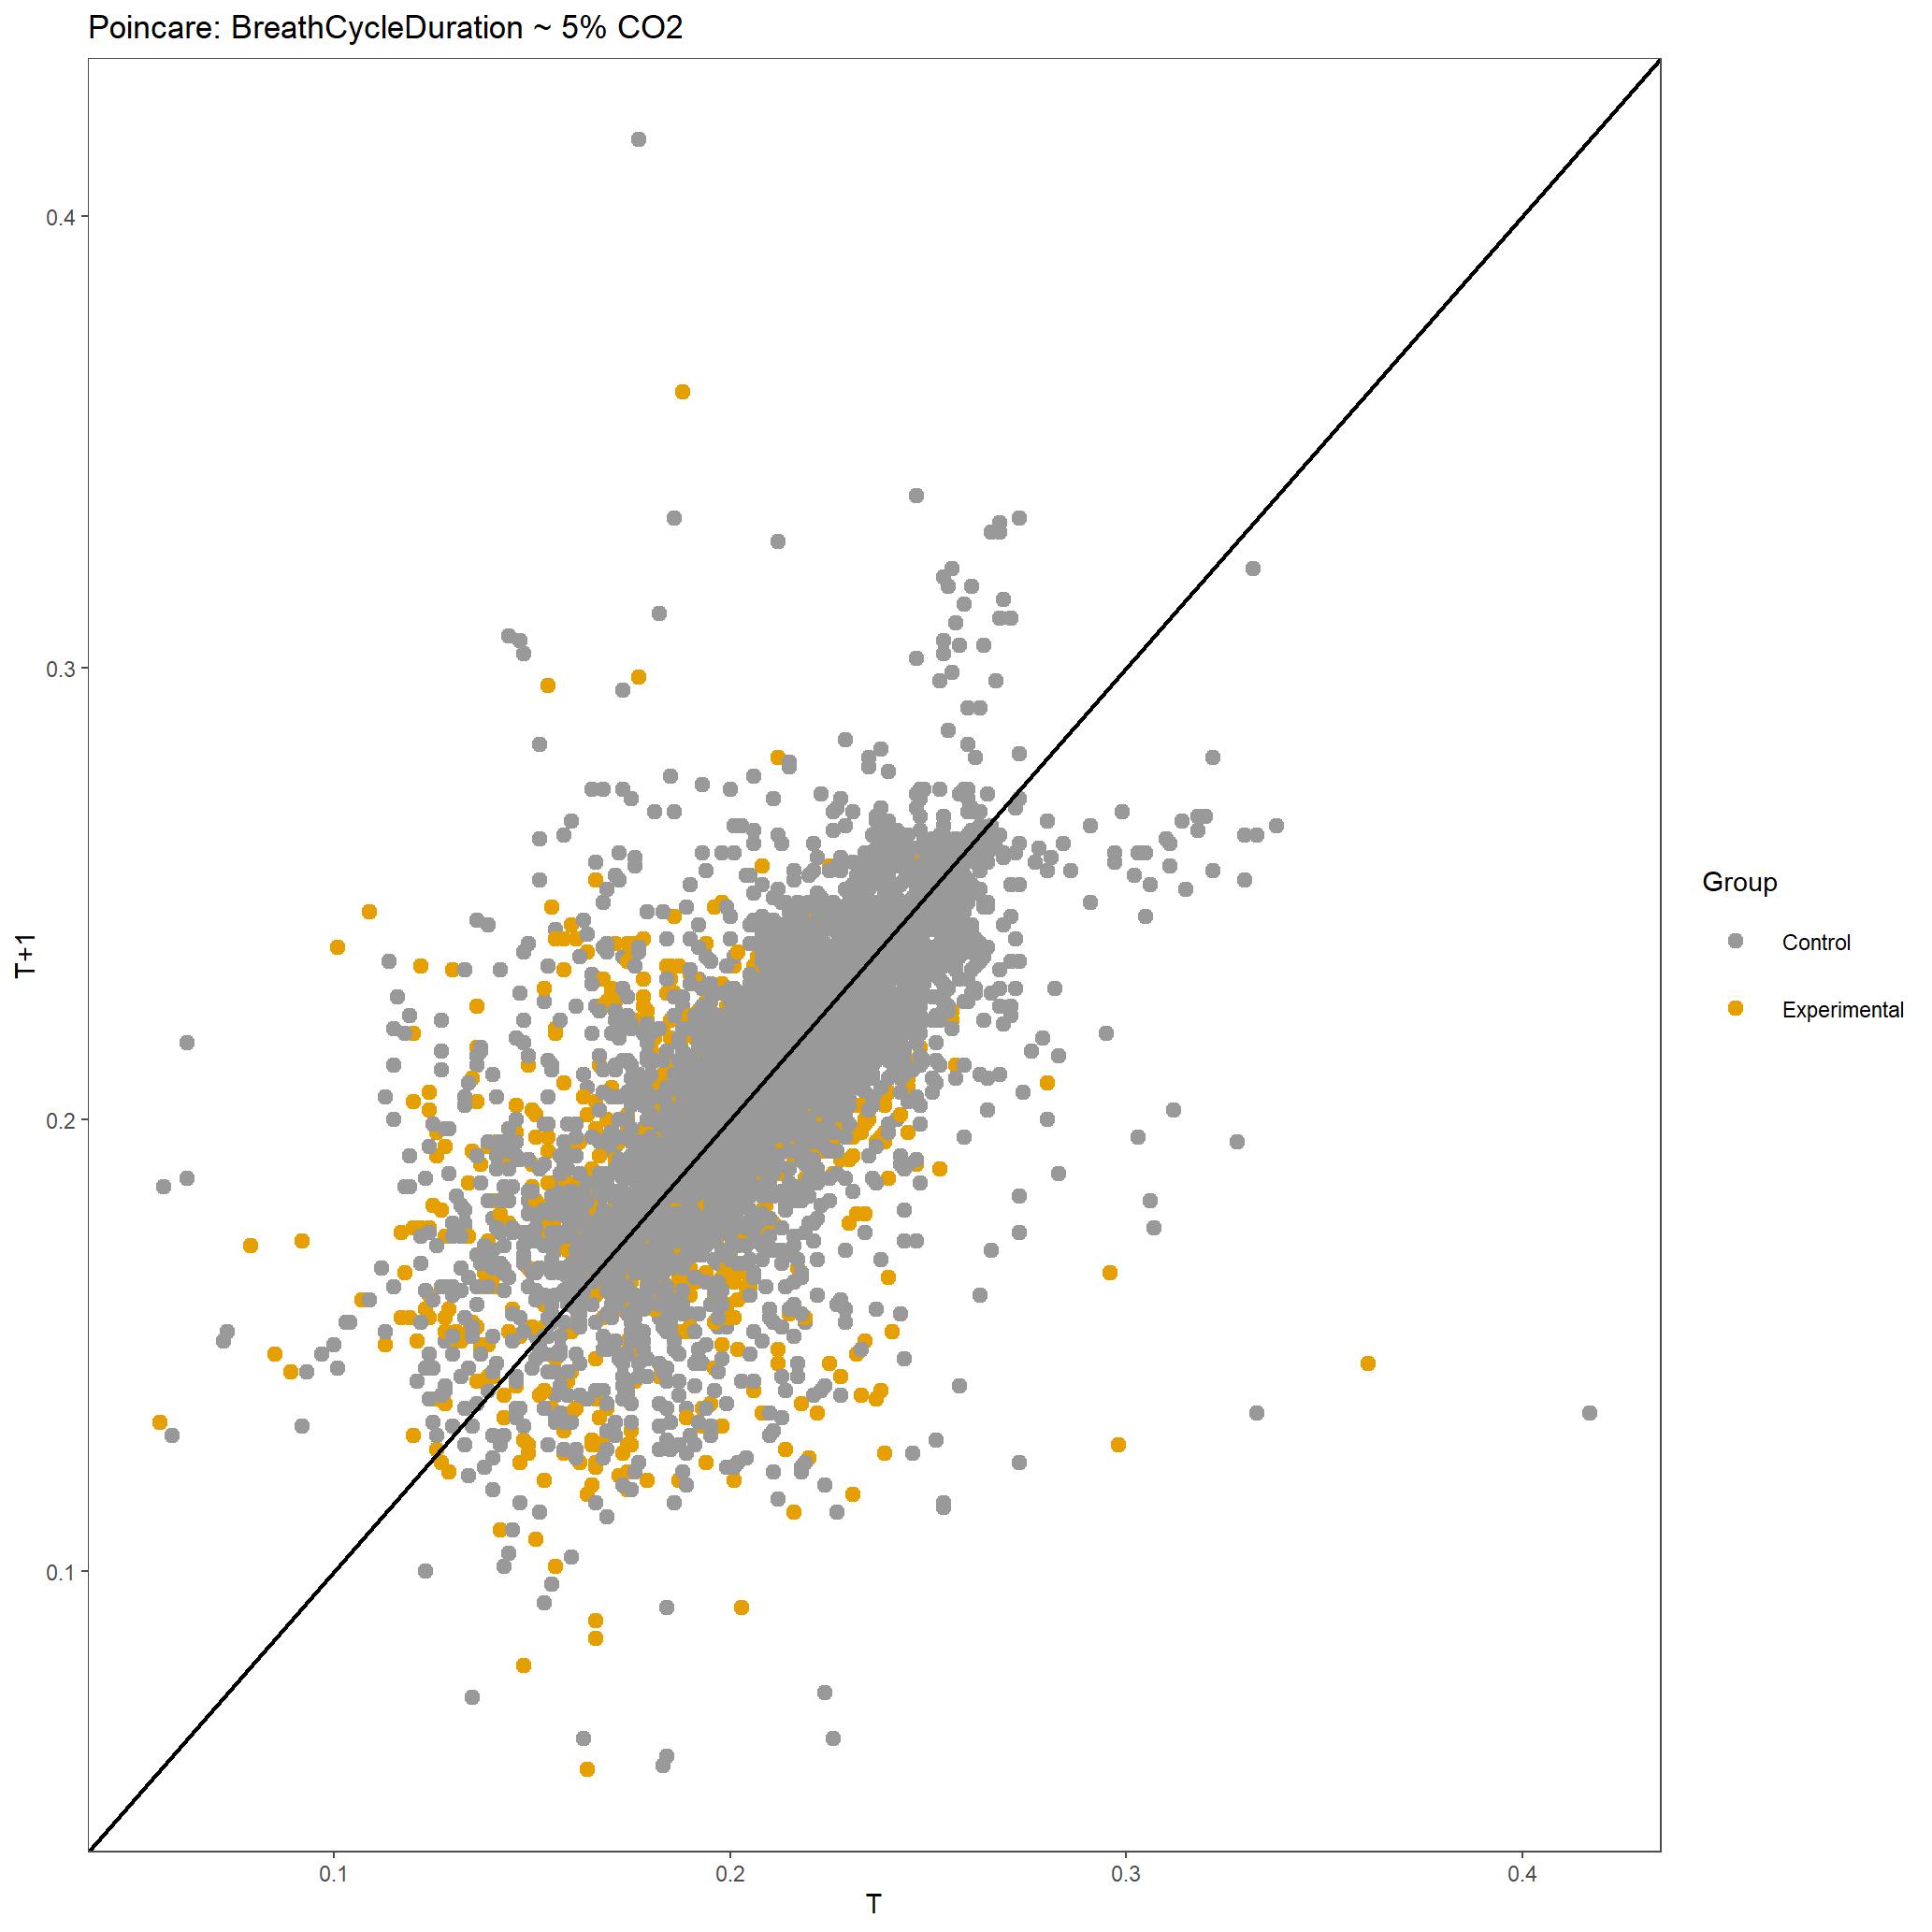 Poincare: BreathCycleDuration ~ 5% CO2
0.4
0.3
0.2
0.1
T+1
0.1
0.2
0.3
0.4
T
Group
Control
Experimental